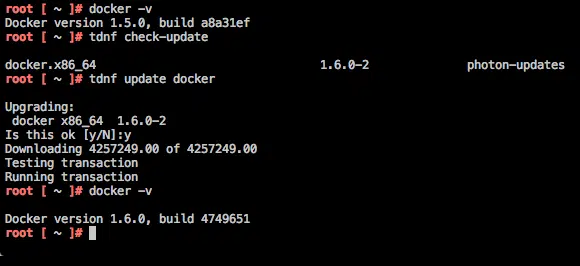 root [ ~ ]# docker -v
Docker version 1.5.0, build a8a31ef
root [ ~ ]# tdnf check-update
docker.x86_64 1.6.0-2 photon-updates
root [ ~ ]# tdnf update docker
Upgrading:
docker x86_64 1.6.0-2
Is this ok [y/N]:y
Downloading 4257249.00 of 4257249.00
Testing transaction
Running transaction
root [ ~ ]# docker -v
Docker version 1.6.0, build 4749651
root [ ~ ]#